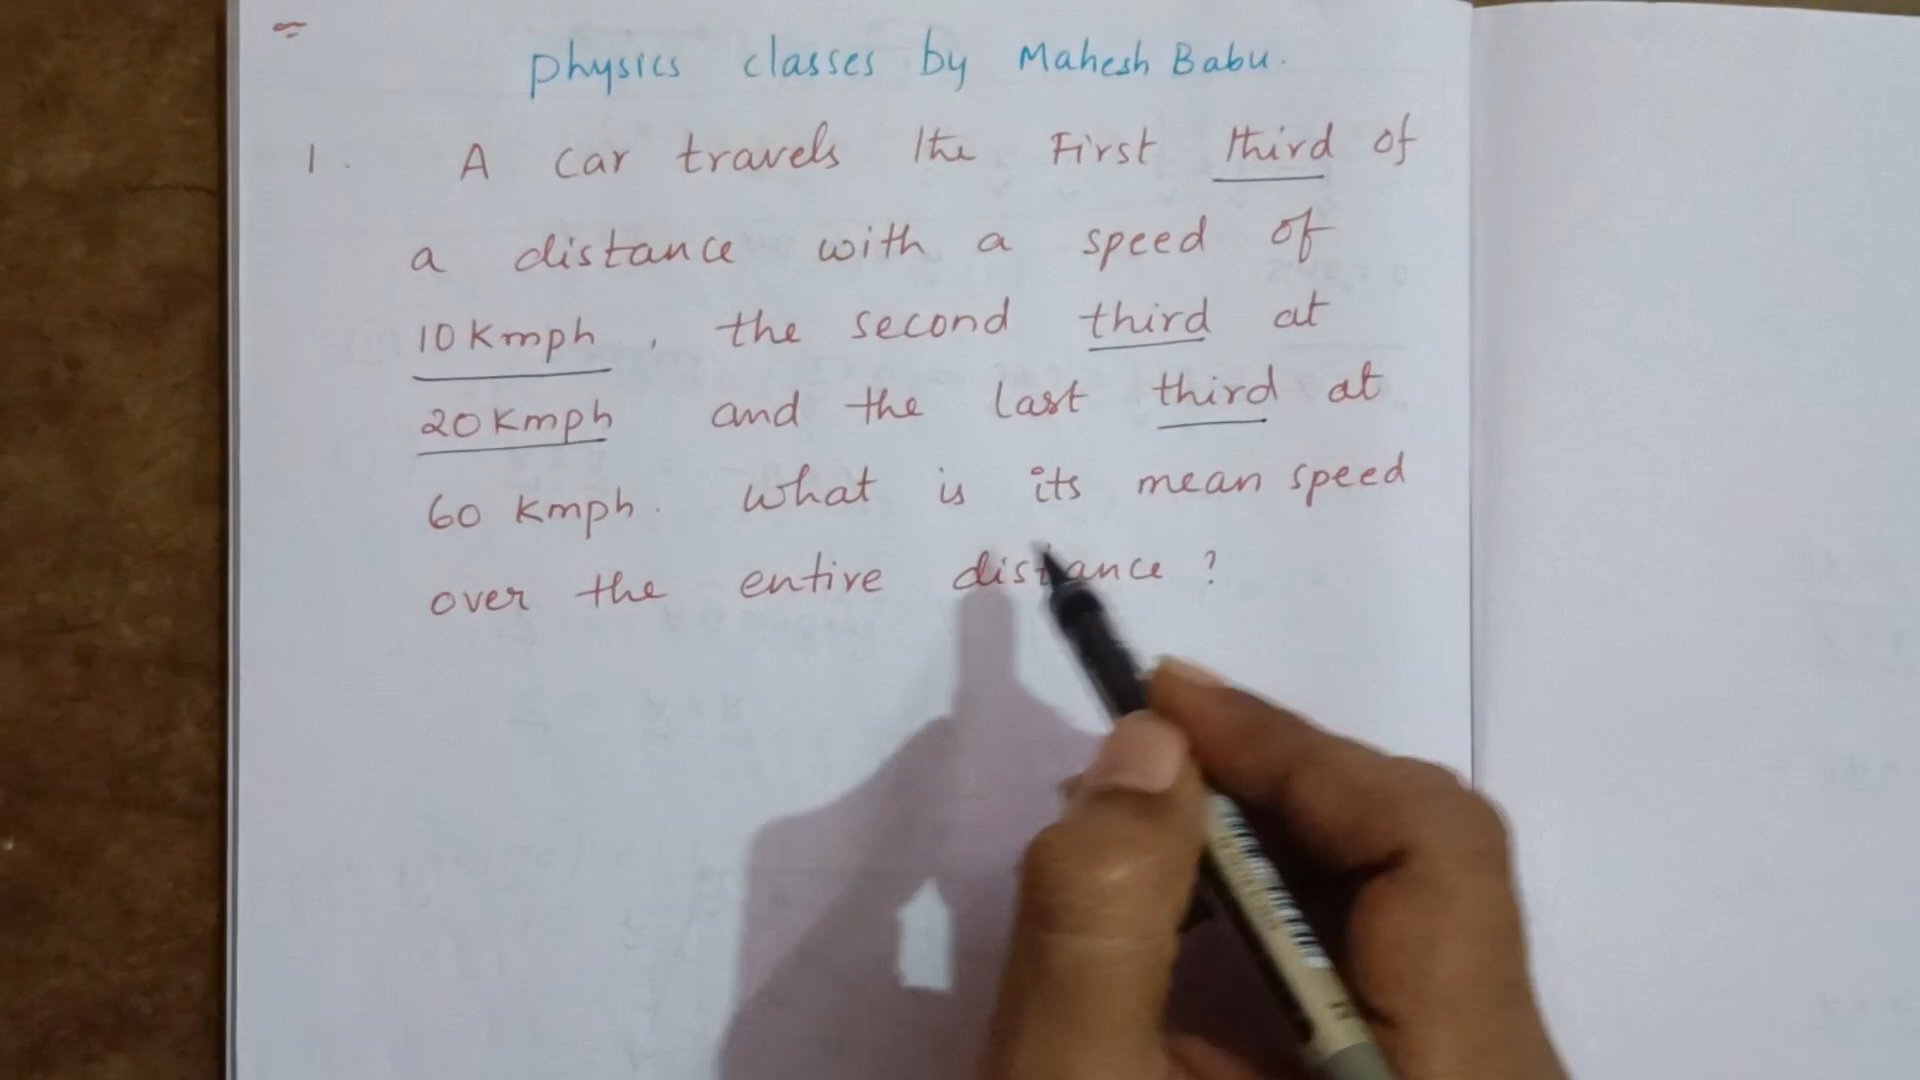 Physics classes by Mahesh Babu.
1. A car travels the First third of
a distance with a speed of
10 Kmph, the second third at
20 Kmph and the last third at
60 Kmph. What is its mean speed
over the entire distance?